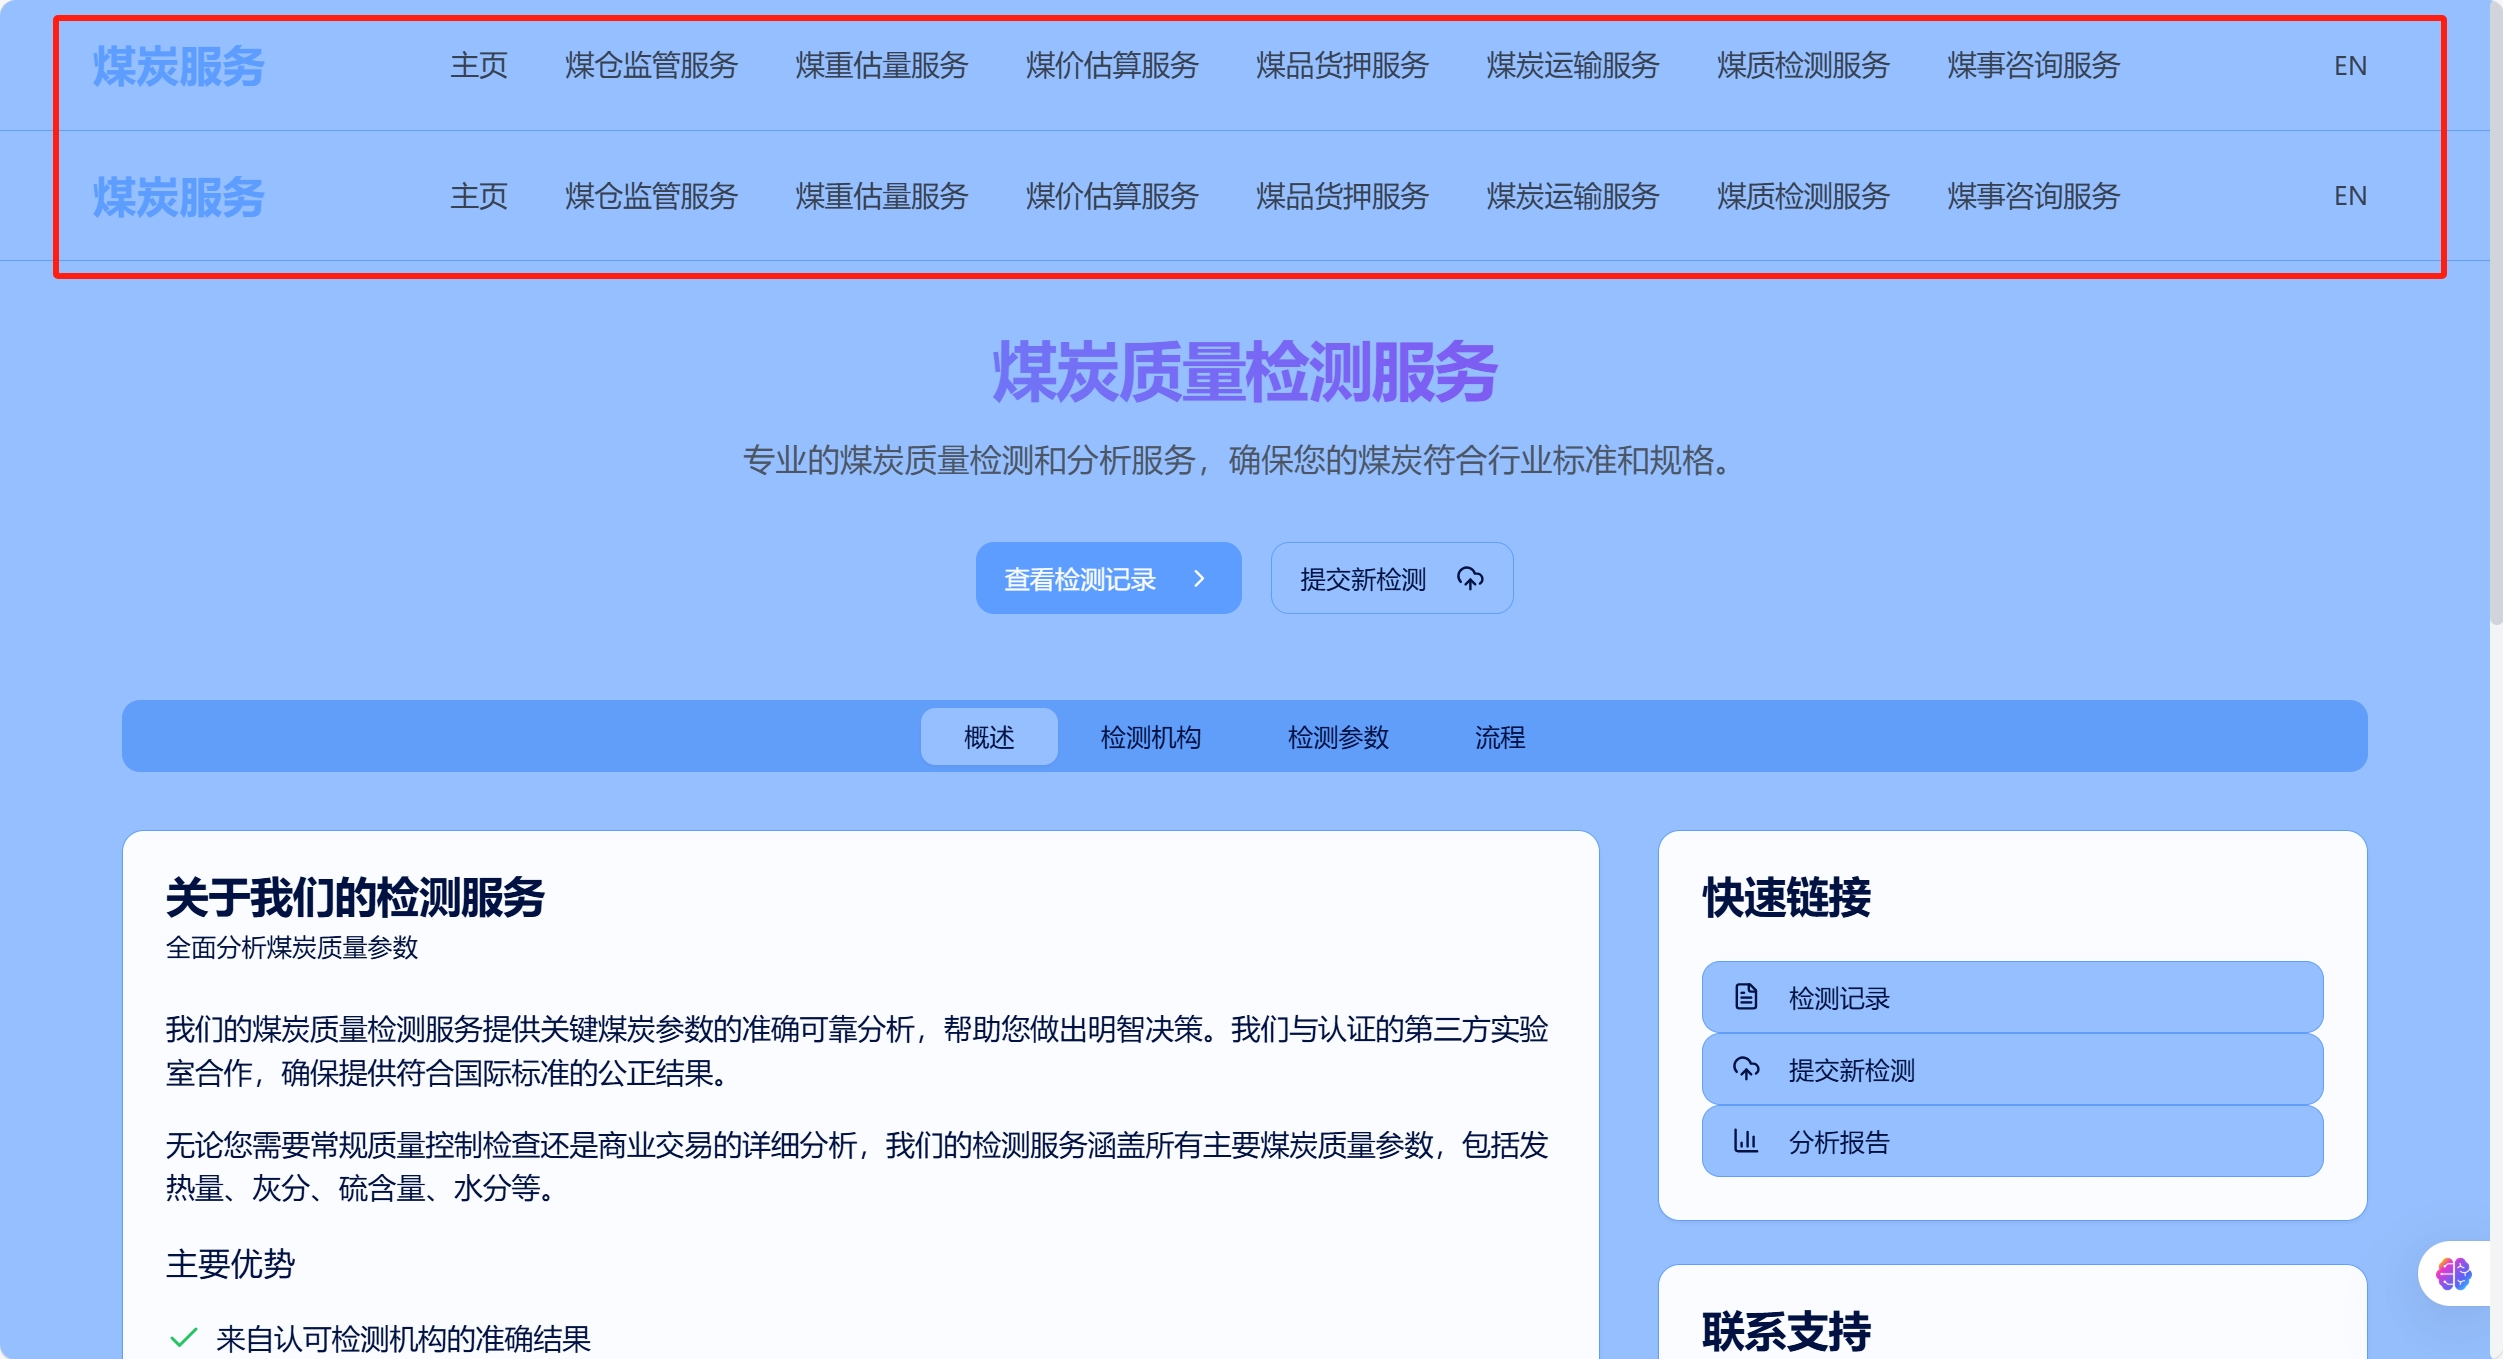 煤炭服务 主页 煤仓监管服务 煤重估量服务 煤价估算服务 煤品货押服务 煤炭运输服务 煤质检测服务 煤事咨询服务 EN
煤炭服务 主页 煤仓监管服务 煤重估量服务 煤价估算服务 煤品货押服务 煤炭运输服务 煤质检测服务 煤事咨询服务 EN
煤炭质量检测服务
专业的煤炭质量检测和分析服务，确保您的煤炭符合行业标准和规格。
查看检测记录 提交新检测
概述 检测机构 检测参数 流程
关于我们的检测服务
全面分析煤炭质量参数
我们的煤炭质量检测服务提供关键煤炭参数的准确可靠分析，帮助您做出明智决策。我们与认证的第三方实验
室合作，确保提供符合国际标准的公正结果。
无论您需要常规质量控制检查还是商业交易的详细分析，我们的检测服务涵盖所有主要煤炭质量参数，包括发
热量、灰分、硫含量、水分等。
主要优势
来自认可检测机构的准确结果
快速链接
检测记录
提交新检测
分析报告
联系支持